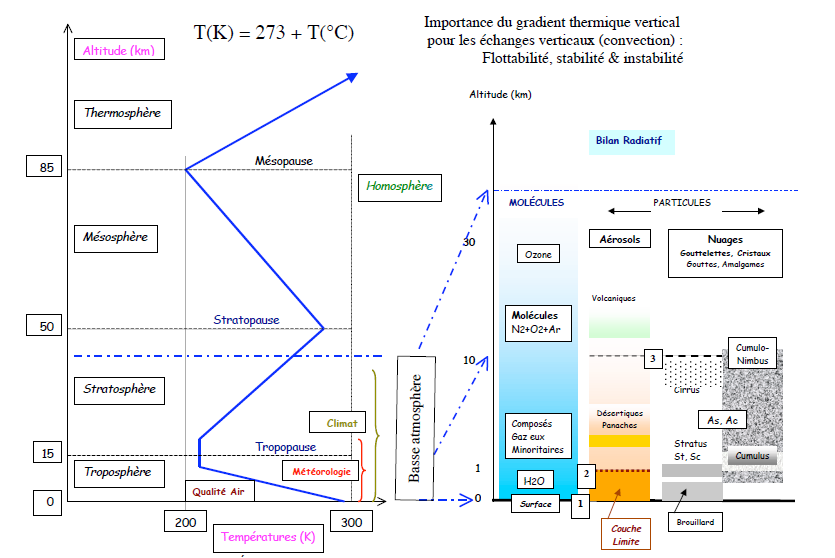 T(K) = 273 + T(°C)
Importance du gradient thermique vertical
pour les échanges verticaux (convection) :
Flottabilité, stabilité & instabilité
Altitude (km)
Thermosphère
85
Mésopause
Homosphère
Mésosphère
50
Stratopause
Stratosphère
Climat
15
Tropopause
Troposphère
Météorologie
Qualité Air
0
200
300
Températures (K)
Basse atmosphère
Altitude (km)
Bilan Radiatif
MOLÉCULES
PARTICULES
30
Ozone
Aérosols
Nuages
Gouttelettes, Cristaux
Gouttes, Amalgames
Volcaniques
Molécules
N2+O2+Ar
10
3
Cumulo-
Nimbus
Cirrus
Composés
Gaz eux
Minoritaires
Désertiques
Panaches
As, Ac
Stratus
St, Sc
Cumulus
1
2
H2O
0
Surface
1
Couche
Limite
Brouillard